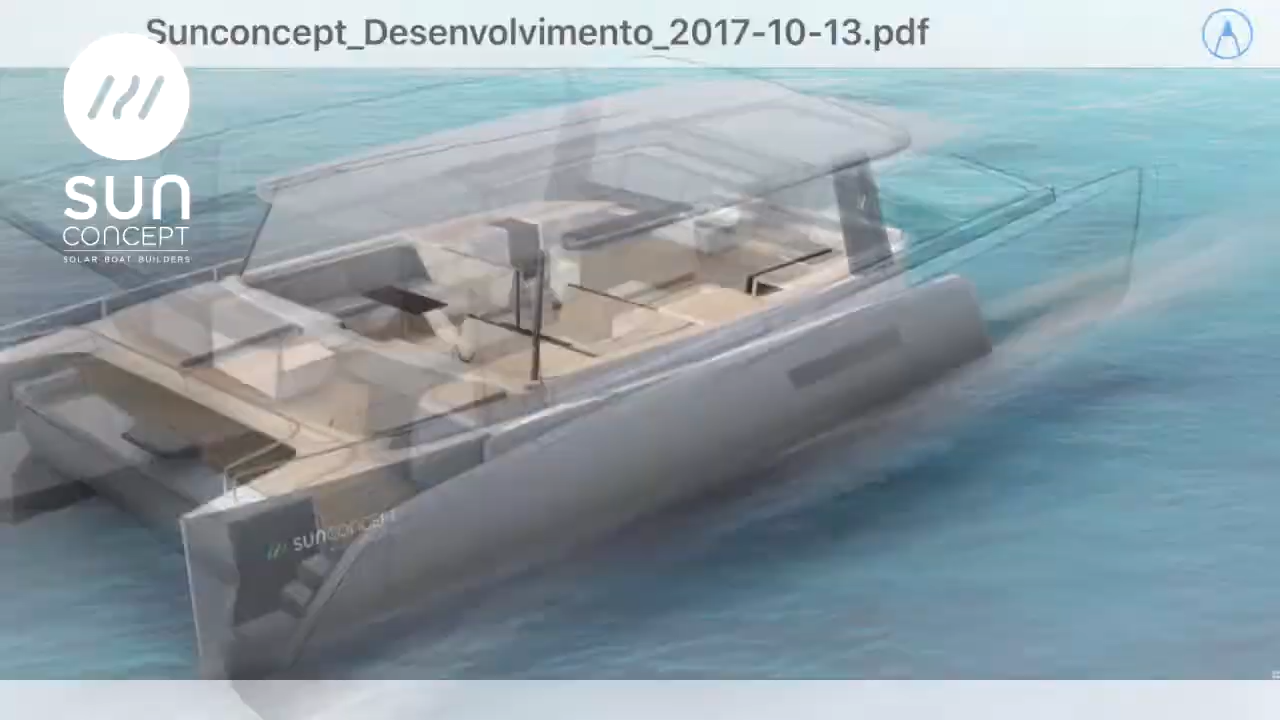 Sunconcept_Desenvolvimento_2017-10-13.pdf
SUN
CONCEPT
SOLAR BOAT BUILDERS
SUNCONCEPT